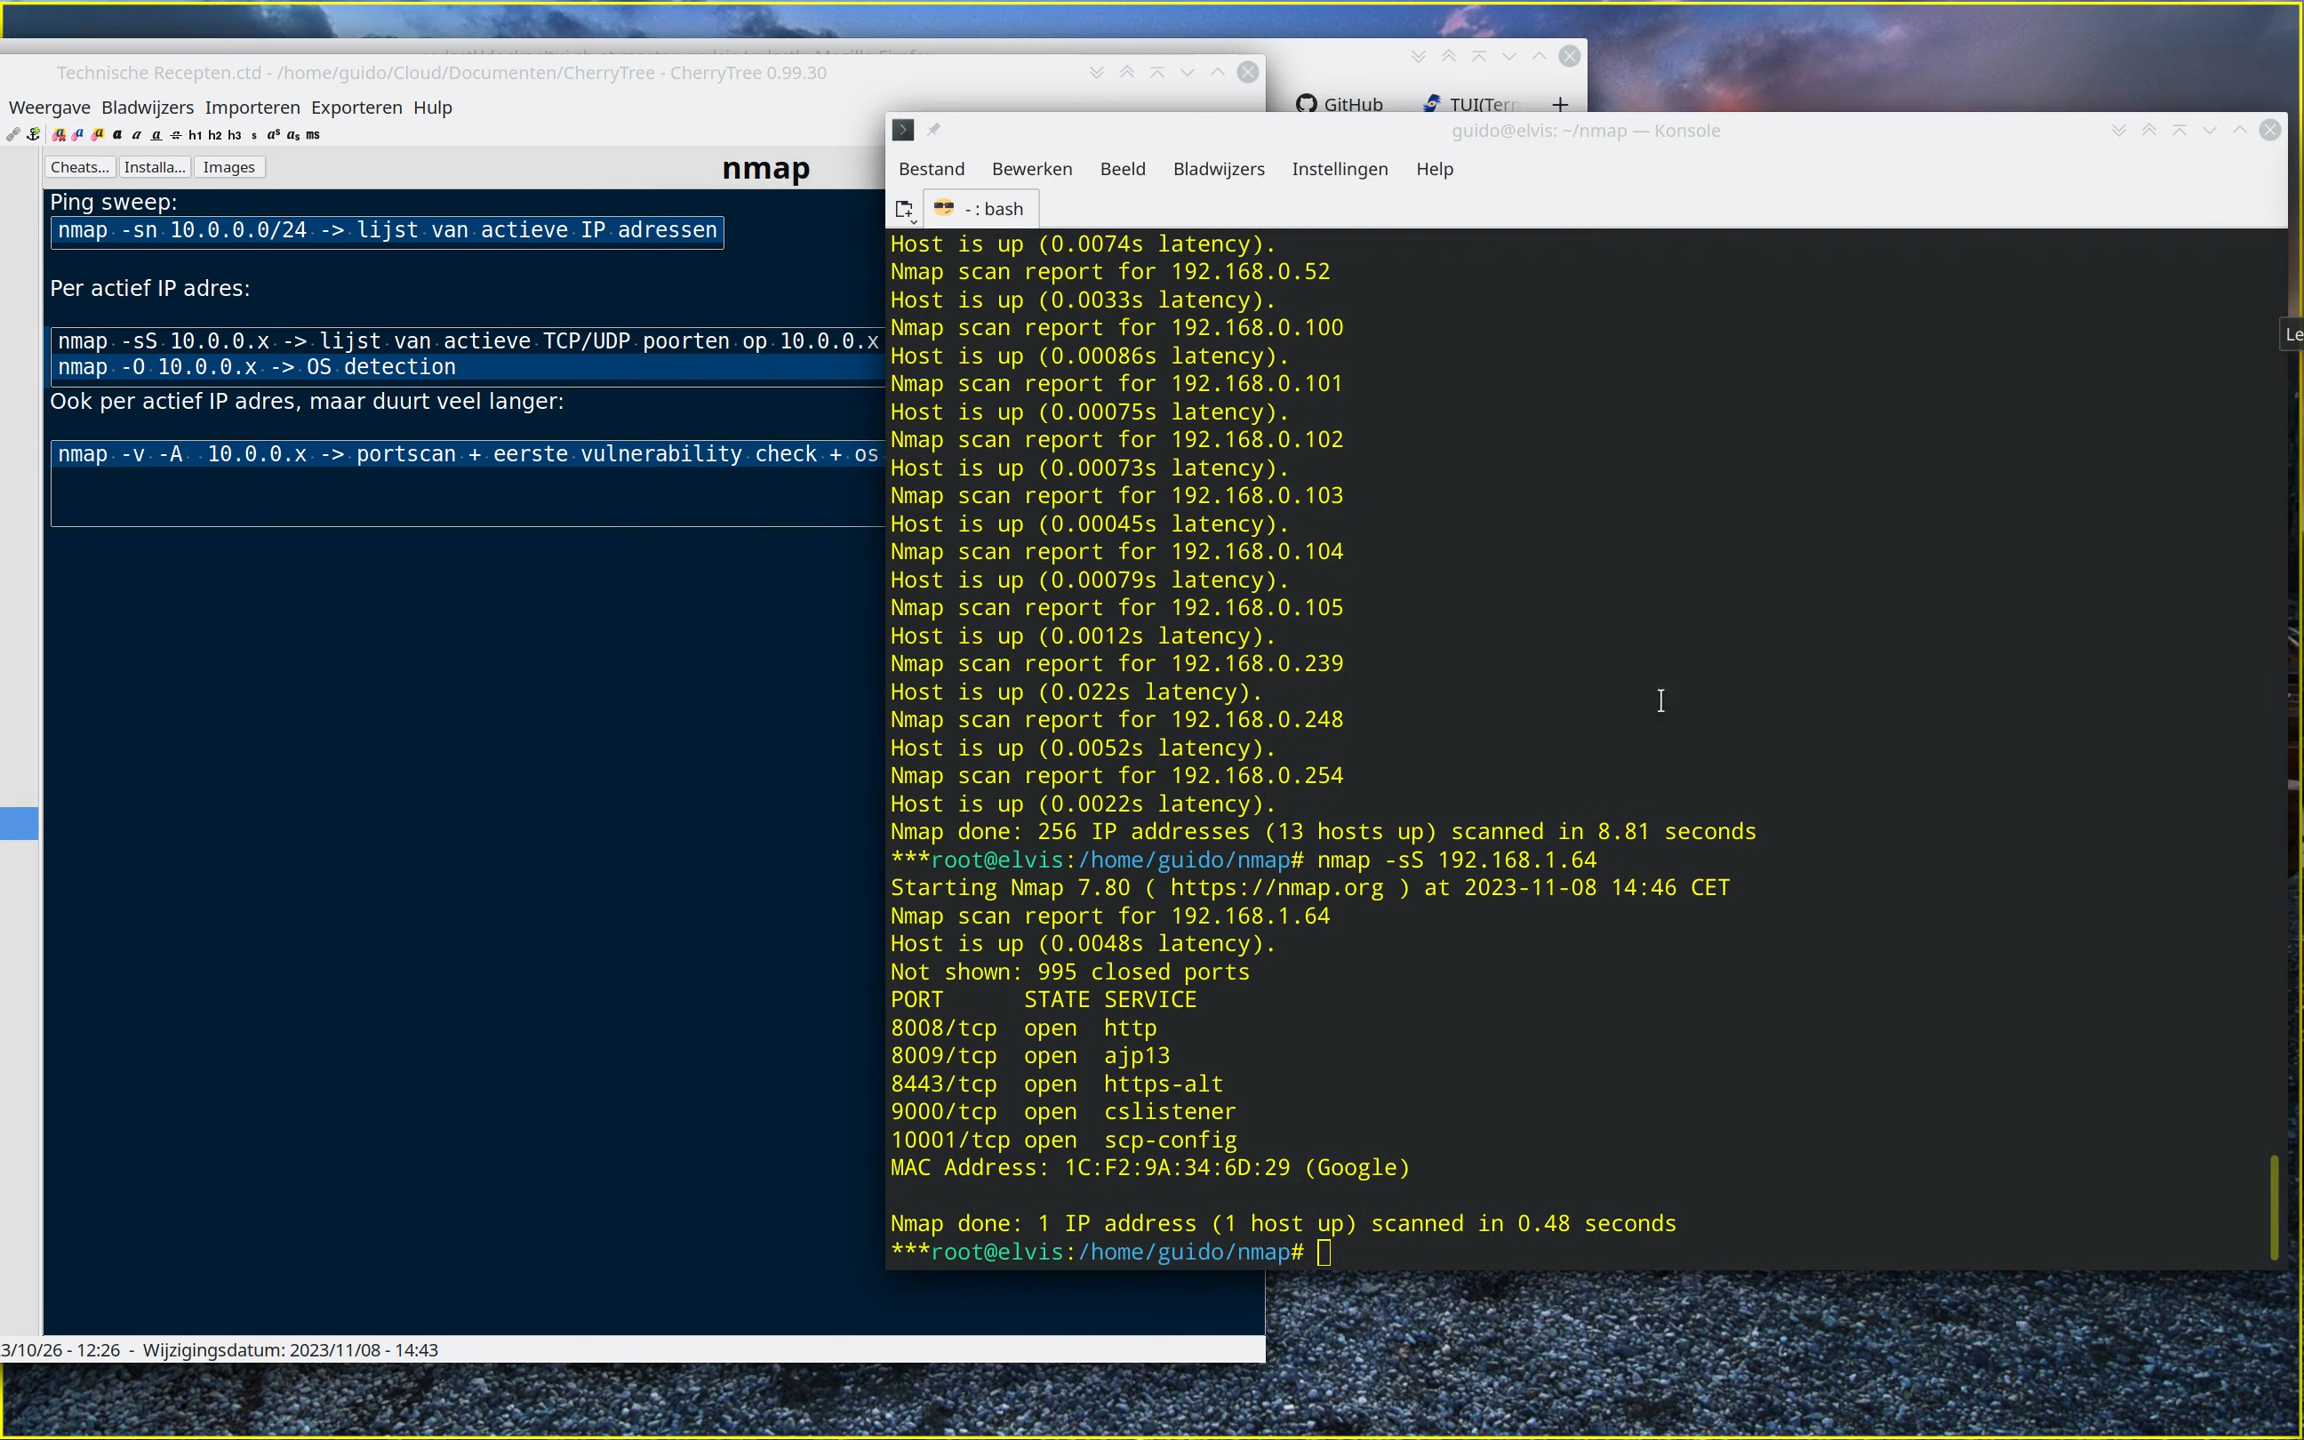 Technische Recepten.ctd - /home/guido/Cloud/Documenten/CherryTree - CherryTree 0.99.30
Weergave Bladwijzers Importeren Exporteren Hulp
a a a a a a h1 h2 h3 s as as ms
Cheats... Installa... Images
nmap
Ping sweep:
nmap -sn 10.0.0.0/24 -> lijst van actieve IP adressen
Per actief IP adres:
nmap -sS 10.0.0.x -> lijst van actieve TCP/UDP poorten op 10.0.0.x
nmap -O 10.0.0.x -> OS detection
Ook per actief IP adres, maar duurt veel langer:
nmap -v -A 10.0.0.x -> portscan + eerste vulnerability check + os
3/10/26 - 12:26 - Wijzigingsdatum: 2023/11/08 - 14:43
Mozilla Firefox
GitHub TUI(Terr
guido@elvis: ~/nmap — Konsole
Bestand Bewerken Beeld Bladwijzers Instellingen Help
- : bash
Host is up (0.0074s latency).
Nmap scan report for 192.168.0.52
Host is up (0.0033s latency).
Nmap scan report for 192.168.0.100
Host is up (0.00086s latency).
Nmap scan report for 192.168.0.101
Host is up (0.00075s latency).
Nmap scan report for 192.168.0.102
Host is up (0.00073s latency).
Nmap scan report for 192.168.0.103
Host is up (0.00045s latency).
Nmap scan report for 192.168.0.104
Host is up (0.00079s latency).
Nmap scan report for 192.168.0.105
Host is up (0.0012s latency).
Nmap scan report for 192.168.0.239
Host is up (0.022s latency).
Nmap scan report for 192.168.0.248
Host is up (0.0052s latency).
Nmap scan report for 192.168.0.254
Host is up (0.0022s latency).
Nmap done: 256 IP addresses (13 hosts up) scanned in 8.81 seconds
***root@elvis:/home/guido/nmap# nmap -sS 192.168.1.64
Starting Nmap 7.80 ( https://nmap.org ) at 2023-11-08 14:46 CET
Nmap scan report for 192.168.1.64
Host is up (0.0048s latency).
Not shown: 995 closed ports
PORT STATE SERVICE
8008/tcp open http
8009/tcp open ajp13
8443/tcp open https-alt
9000/tcp open cslistener
10001/tcp open scp-config
MAC Address: 1C:F2:9A:34:6D:29 (Google)
Nmap done: 1 IP address (1 host up) scanned in 0.48 seconds
***root@elvis:/home/guido/nmap#
Le